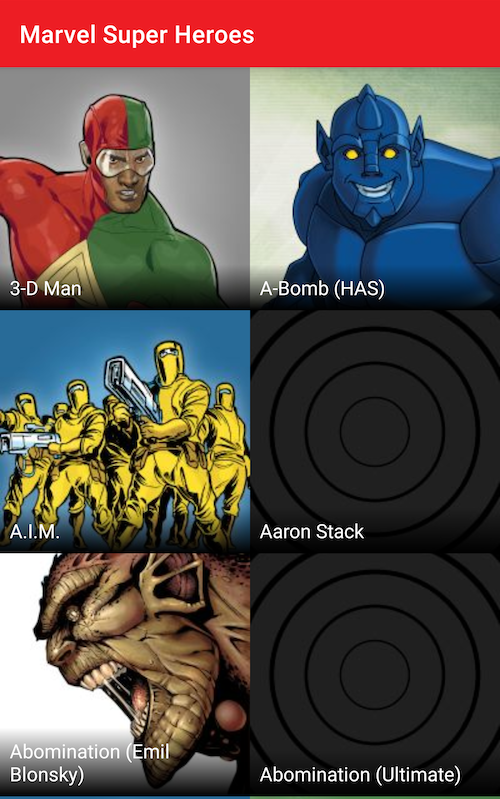 Marvel Super Heroes
3-D Man
A-Bomb (HAS)
A.I.M.
Aaron Stack
Abomination (Emil
Blonsky)
Abomination (Ultimate)